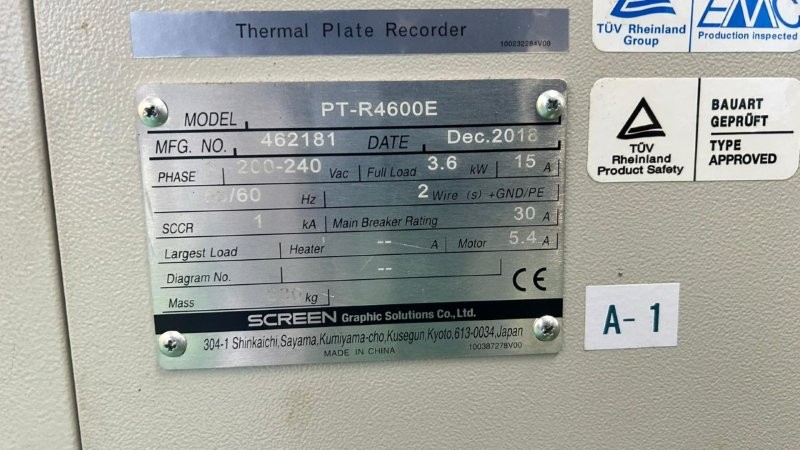 Thermal Plate Recorder
100232284V00
TÜV Rheinland
Group
EMC
Production inspected
MODEL PT-R4600E
MFG. NO. 462181 DATE Dec.2018
PHASE 200-240 Vac Full Load 3.6 kW 15 A
/60 Hz 2 Wire (s) +GND/PE
SCCR 1 kA Main Breaker Rating 30 A
Largest Load Heater -- A Motor 5.4 A
Diagram No. --
Mass kg
CE
SCREEN Graphic Solutions Co., Ltd.
304-1 Shinkaichi, Sayama, Kumiyama-cho, Kusegun, Kyoto, 613-0034, Japan
MADE IN CHINA 100387278V00
TÜV
Rheinland
Product Safety
BAUART
GEPRÜFT
TYPE
APPROVED
A-1